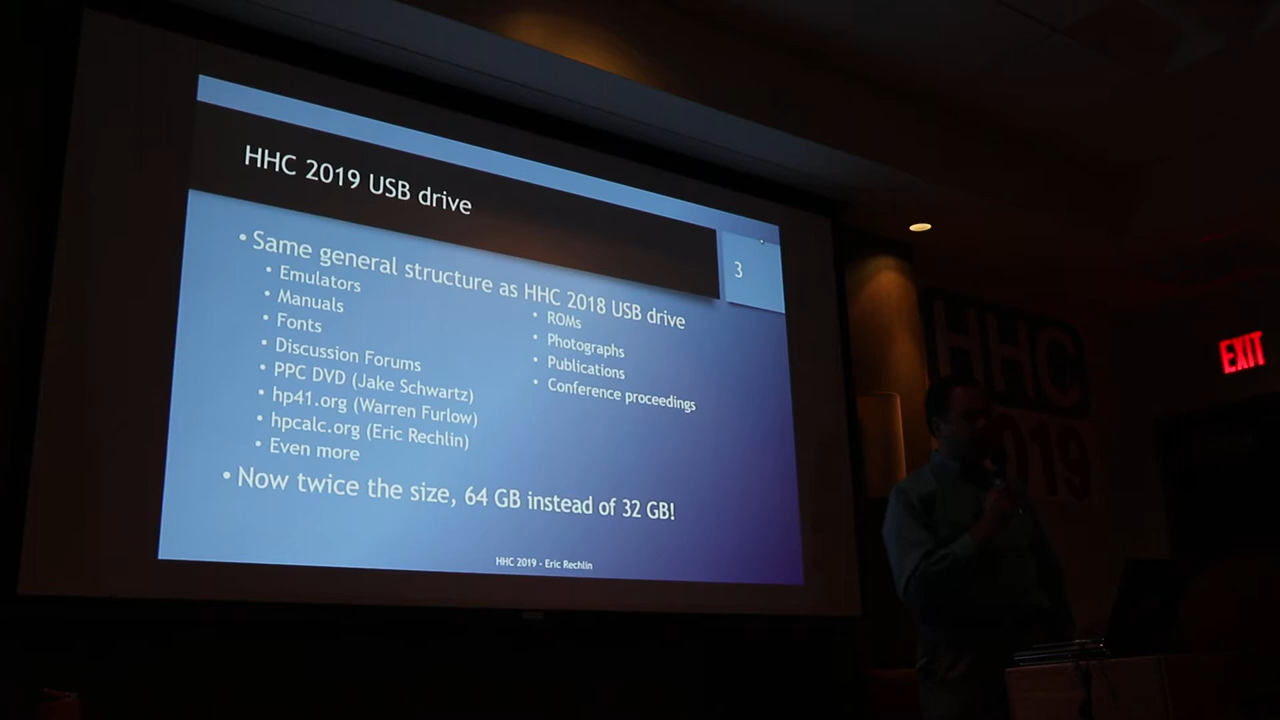 HHC 2019 USB drive
3
• Same general structure as HHC 2018 USB drive
• Emulators
• Manuals
• Fonts
• Discussion Forums
• PPC DVD (Jake Schwartz)
• hp41.org (Warren Furlow)
• hpcalc.org (Eric Rechlin)
• Even more
• ROMs
• Photographs
• Publications
• Conference proceedings
• Now twice the size, 64 GB instead of 32 GB!
HHC 2019 - Eric Rechlin
HHC
2019
EXIT